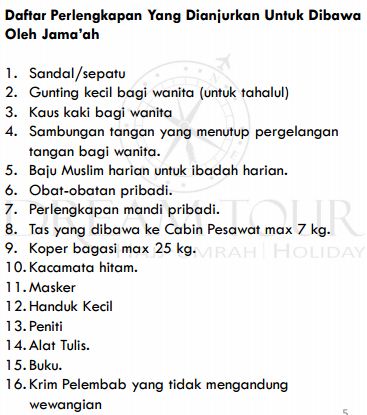 Daftar Perlengkapan Yang Dianjurkan Untuk Dibawa
Oleh Jama'ah
1. Sandal/sepatu
2. Gunting kecil bagi wanita (untuk tahalul)
3. Kaus kaki bagi wanita
4. Sambungan tangan yang menutup pergelangan
tangan bagi wanita.
5. Baju Muslim harian untuk ibadah harian.
6. Obat-obatan pribadi.
7. Perlengkapan mandi pribadi.
8. Tas yang dibawa ke Cabin Pesawat max 7 kg.
9. Koper bagasi max 25 kg.
10. Kacamata hitam.
11. Masker
12. Handuk Kecil
13. Peniti
14. Alat Tulis.
15. Buku.
16. Krim Pelembab yang tidak mengandung
wewangian
DREAM TOUR
UMRAH | HOLIDAY
5